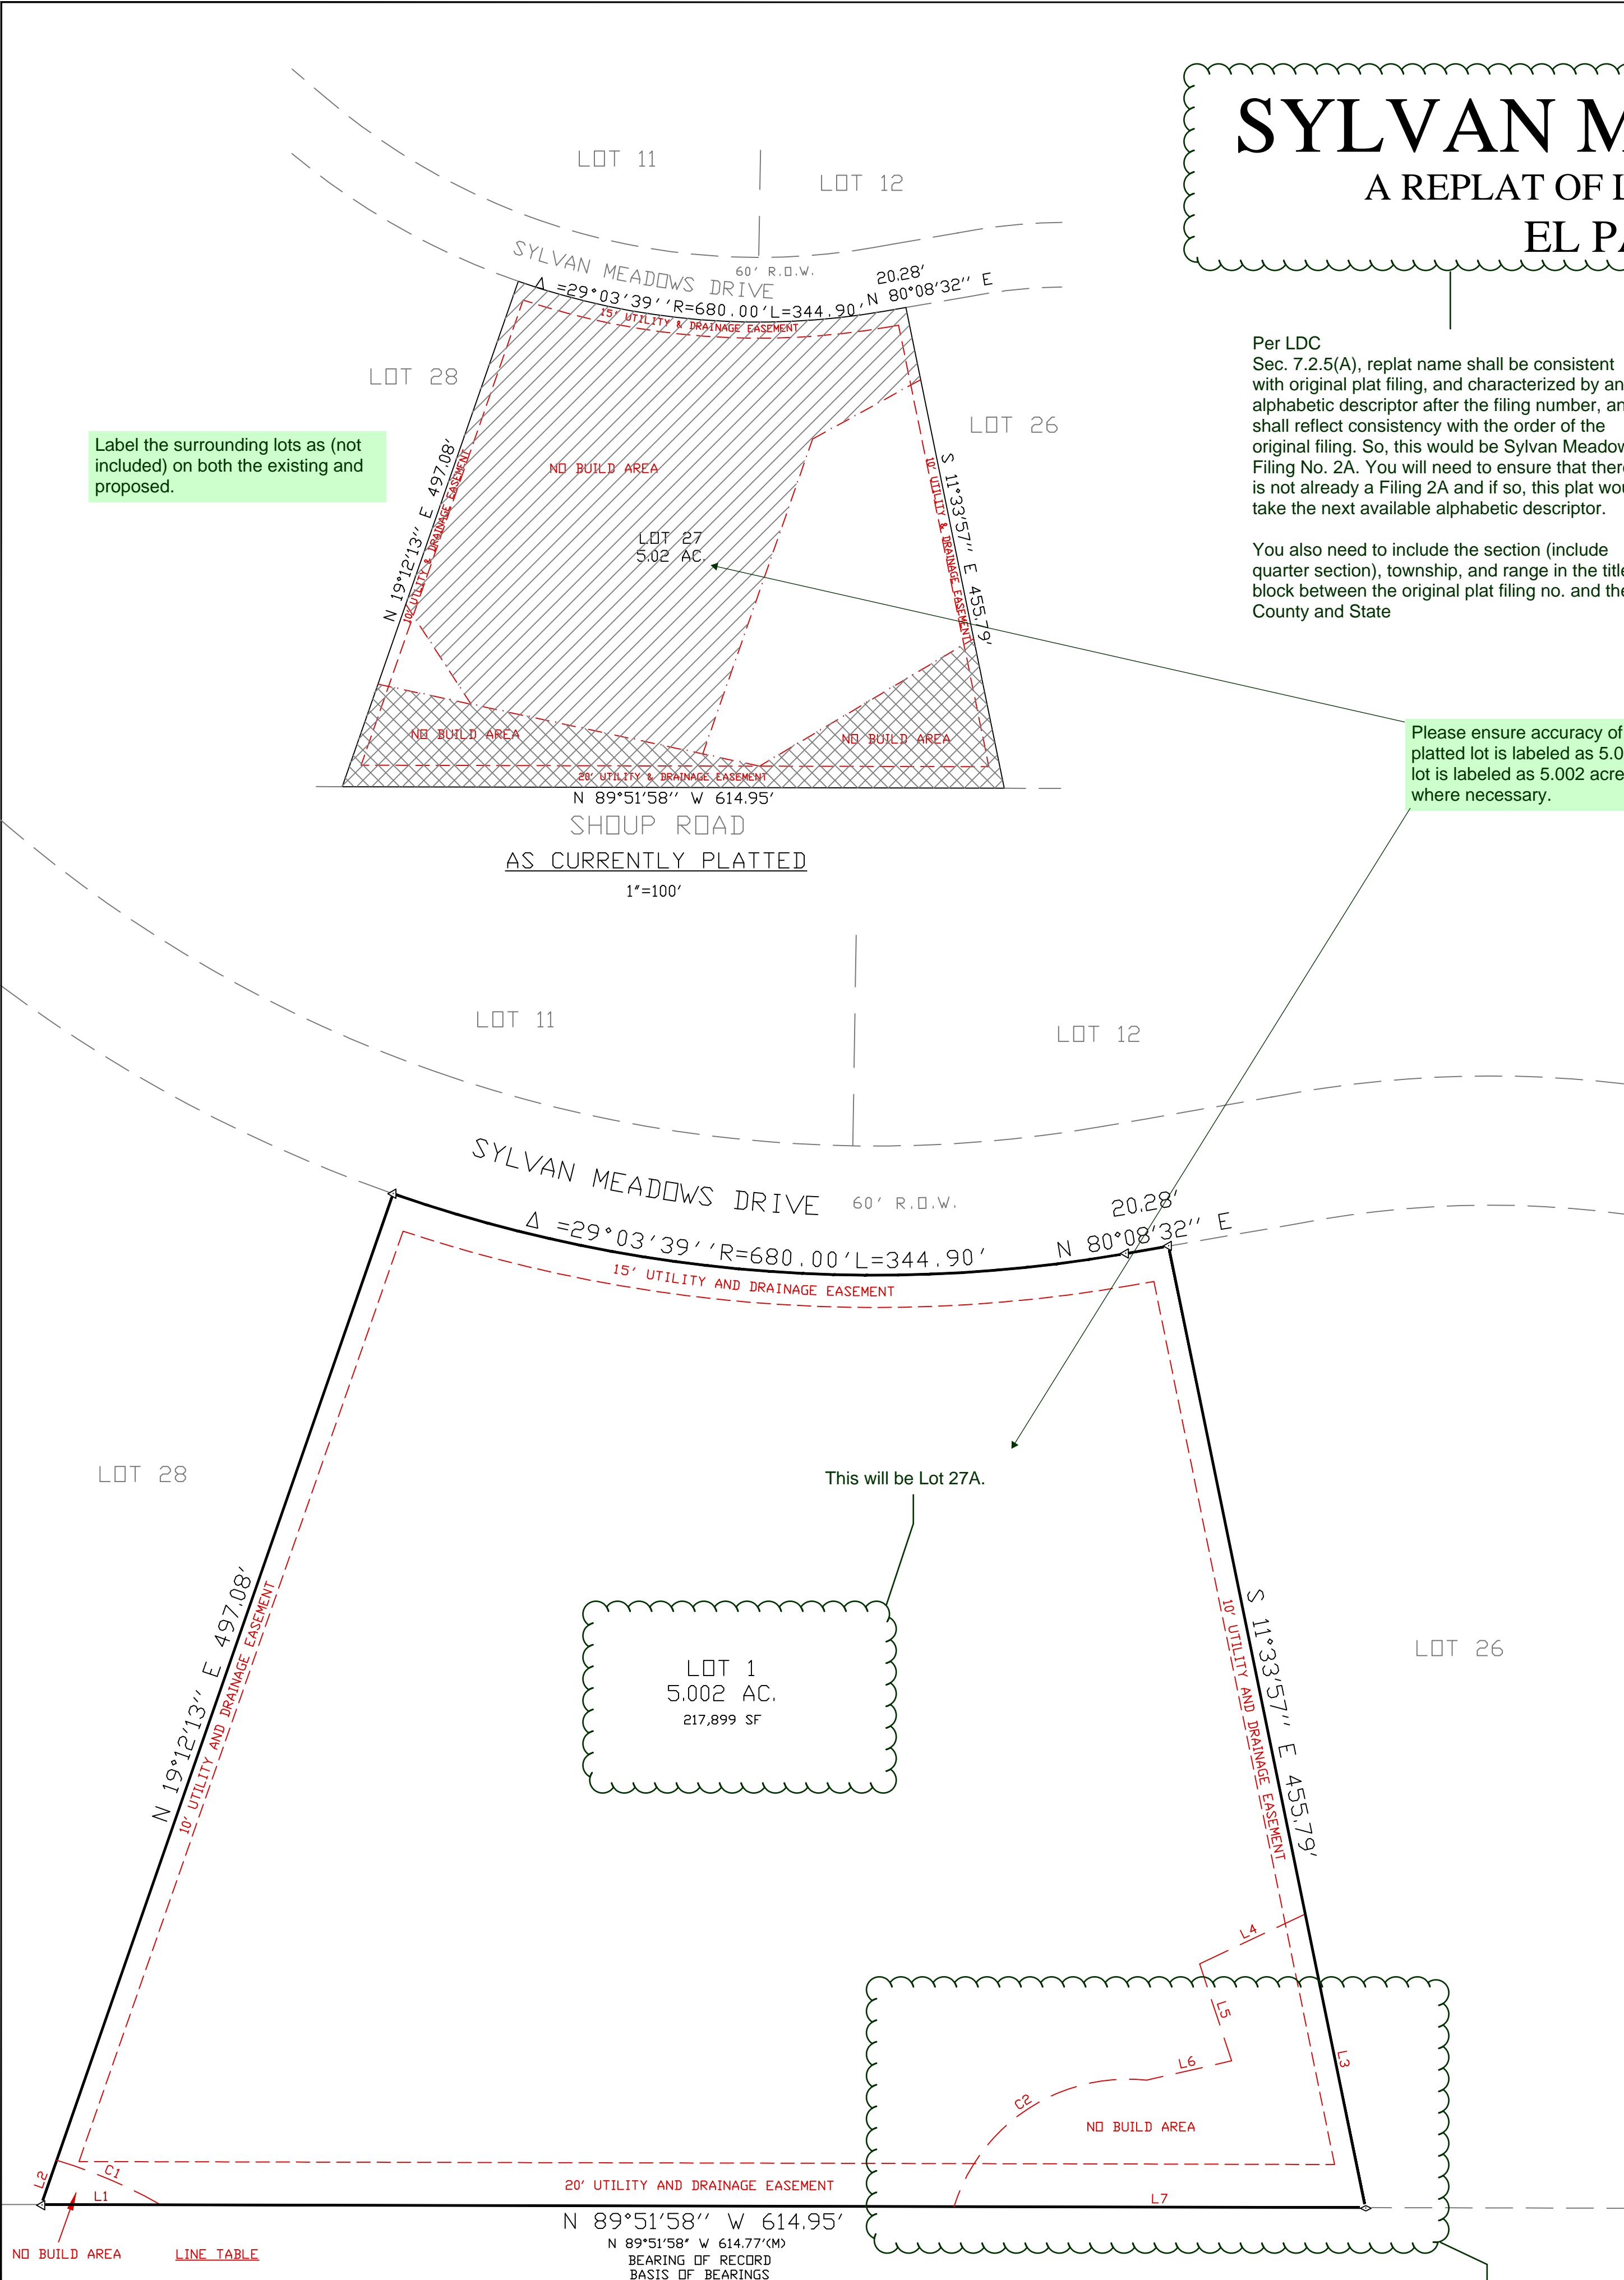 SYLVAN M
A REPLAT OF L
EL PA
LOT 11
LOT 12
SYLVAN MEADOWS DRIVE
60' R.O.W.
20.28'
N 80°08'32'' E
Δ =29°03'39''R=680.00'L=344.90'
15' UTILITY & DRAINAGE EASEMENT
LOT 28
LOT 26
Label the surrounding lots as (not
included) on both the existing and
proposed.
N 19°12'13'' E 497.08'
10' UTILITY & DRAINAGE EASEMENT
NO BUILD AREA
LOT 27
5.02 AC.
10' UTILITY & DRAINAGE EASEMENT
S 11°33'57'' E 455.79'
NO BUILD AREA
NO BUILD AREA
20' UTILITY & DRAINAGE EASEMENT
N 89°51'58'' W 614.95'
SHOUP ROAD
AS CURRENTLY PLATTED
1"=100'
Per LDC
Sec. 7.2.5(A), replat name shall be consistent
with original plat filing, and characterized by an
alphabetic descriptor after the filing number, an
shall reflect consistency with the order of the
original filing. So, this would be Sylvan Meadow
Filing No. 2A. You will need to ensure that there
is not already a Filing 2A and if so, this plat wou
take the next available alphabetic descriptor.
You also need to include the section (include
quarter section), township, and range in the title
block between the original plat filing no. and the
County and State
Please ensure accuracy of
platted lot is labeled as 5.0
lot is labeled as 5.002 acre
where necessary.
LOT 11
LOT 12
SYLVAN MEADOWS DRIVE
60' R.O.W.
20.28'
N 80°08'32'' E
Δ =29°03'39''R=680.00'L=344.90'
15' UTILITY AND DRAINAGE EASEMENT
LOT 28
This will be Lot 27A.
N 19°12'13'' E 497.08'
10' UTILITY AND DRAINAGE EASEMENT
LOT 1
5.002 AC.
217,899 SF
10' UTILITY AND DRAINAGE EASEMENT
S 11°33'57'' E 455.79'
LOT 26
L4
L5
L6
L3
C2
NO BUILD AREA
L2
C1
L1
20' UTILITY AND DRAINAGE EASEMENT
L7
N 89°51'58'' W 614.95'
N 89°51'58" W 614.77'(M)
BEARING OF RECORD
BASIS OF BEARINGS
NO BUILD AREA
LINE TABLE